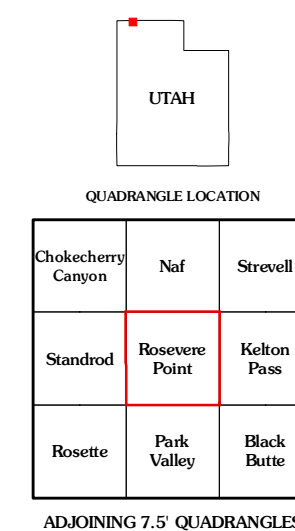 UTAH
QUADRANGLE LOCATION
Chokecherry
Canyon
Naf
Strevell
Standrod
Rosevere
Point
Kelton
Pass
Rosette
Park
Valley
Black
Butte
ADJOINING 7.5' QUADRANGLES